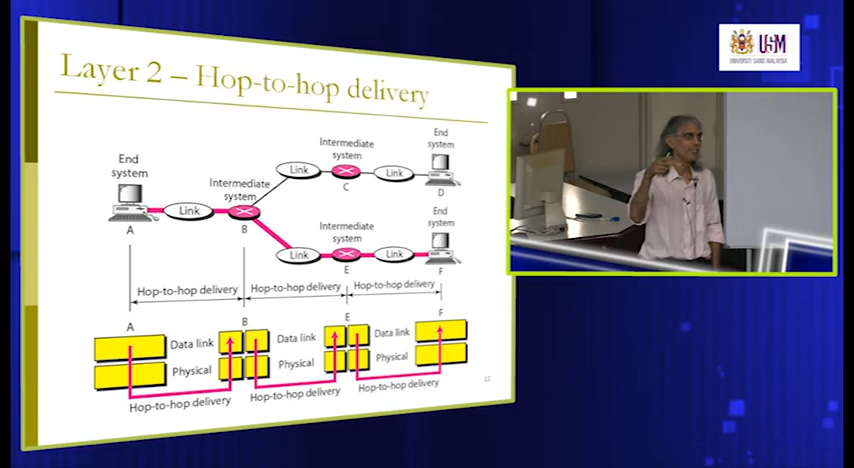 Layer 2 – Hop-to-hop delivery
USM
UNIVERSITI SAINS MALAYSIA
End
system
Link
A
Intermediate
system
B
Link
Intermediate
system
C
Link
End
system
D
Link
Intermediate
system
E
Link
End
system
F
Hop-to-hop delivery
Hop-to-hop delivery
Hop-to-hop delivery
A
B
E
F
Data link
Data link
Data link
Physical
Physical
Physical
Hop-to-hop delivery
Hop-to-hop delivery
Hop-to-hop delivery
12